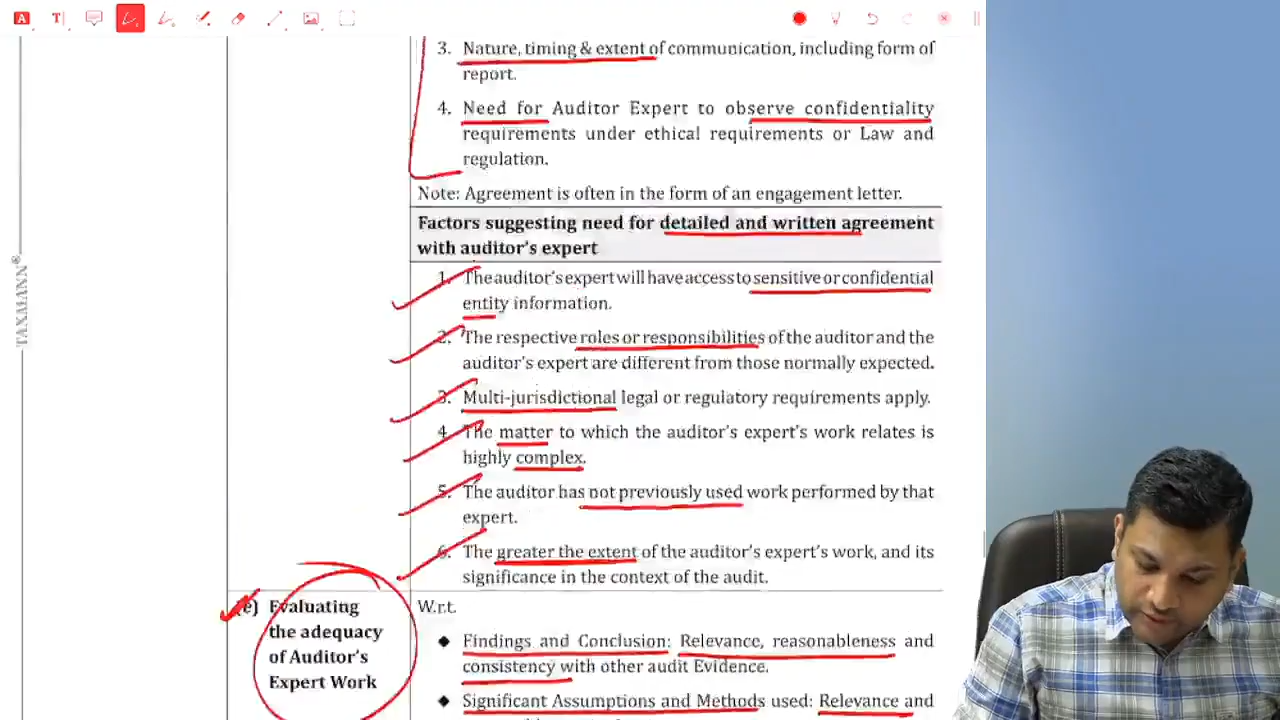 3. Nature, timing & extent of communication, including form of
report.
4. Need for Auditor Expert to observe confidentiality
requirements under ethical requirements or Law and
regulation.
Note: Agreement is often in the form of an engagement letter.
Factors suggesting need for detailed and written agreement
with auditor's expert
1. The auditor's expert will have access to sensitive or confidential
entity information.
2. The respective roles or responsibilities of the auditor and the
auditor's expert are different from those normally expected.
3. Multi-jurisdictional legal or regulatory requirements apply.
4. The matter to which the auditor's expert's work relates is
highly complex.
5. The auditor has not previously used work performed by that
expert.
6. The greater the extent of the auditor's expert's work, and its
significance in the context of the audit.
(e) Evaluating
the adequacy
of Auditor's
Expert Work
W.r.t.
◆ Findings and Conclusion: Relevance, reasonableness and
consistency with other audit Evidence.
◆ Significant Assumptions and Methods used: Relevance and
TAXMANN®